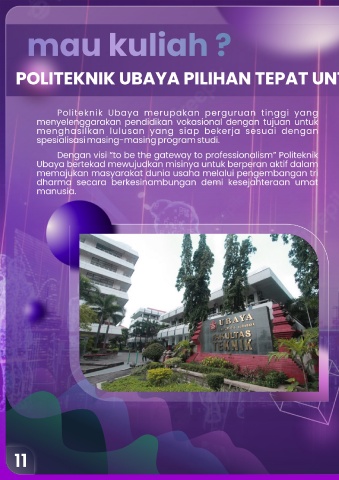 mau kuliah ?
POLITEKNIK UBAYA PILIHAN TEPAT UNT
Politeknik Ubaya merupakan perguruan tinggi yang
menyelenggarakan pendidikan vokasional dengan tujuan untuk
menghasilkan lulusan yang siap bekerja sesuai dengan
spesialisasi masing-masing program studi.
Dengan visi "to be the gateway to professionalism" Politeknik
Ubaya bertekad mewujudkan misinya untuk berperan aktif dalam
memajukan masyarakat dunia usaha melalui pengembangan tri
dharma secara berkesinambungan demi kesejahteraan umat
manusia.
UBAYA
FAKULTAS
TEKNIK
11